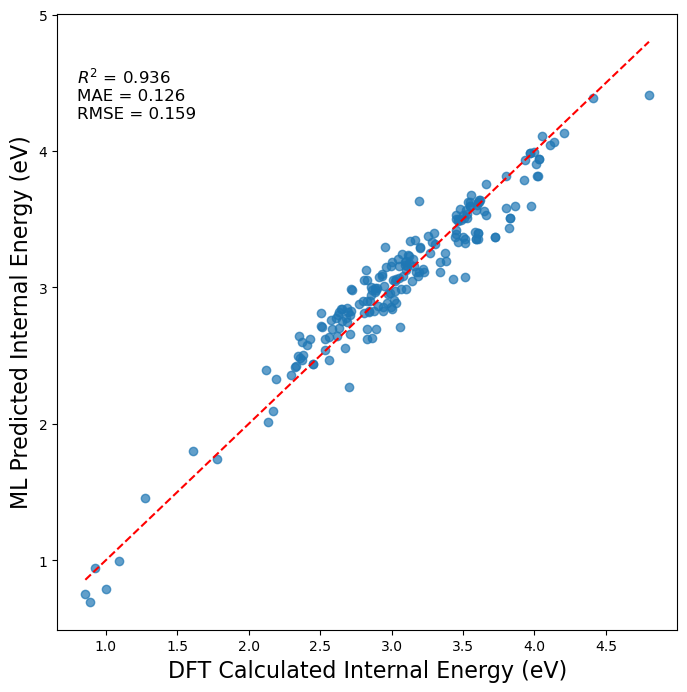 5
R² = 0.936
MAE = 0.126
RMSE = 0.159
4
3
2
1
ML Predicted Internal Energy (eV)
1.0 1.5 2.0 2.5 3.0 3.5 4.0 4.5
DFT Calculated Internal Energy (eV)